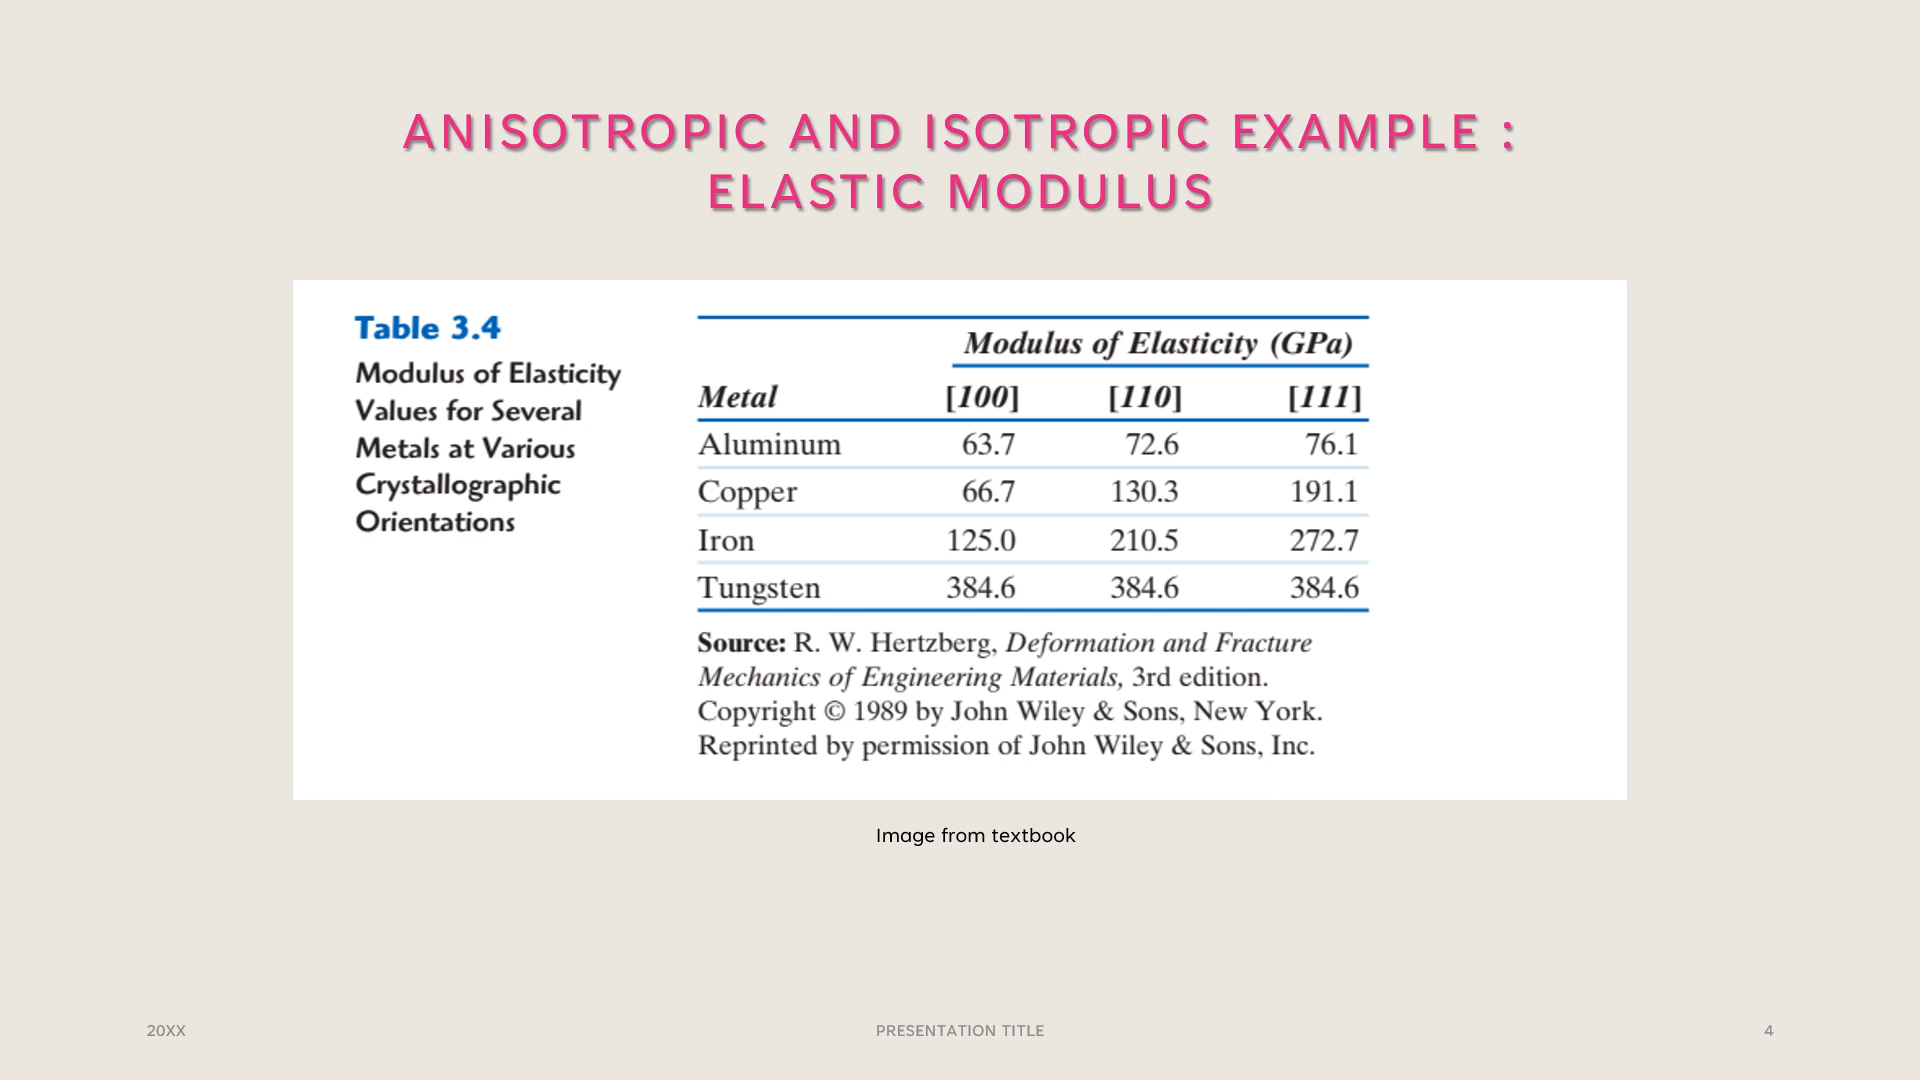 ANISOTROPIC AND ISOTROPIC EXAMPLE :
ELASTIC MODULUS
Table 3.4
Modulus of Elasticity
Values for Several
Metals at Various
Crystallographic
Orientations
Modulus of Elasticity (GPa)
Metal [100] [110] [111]
Aluminum 63.7 72.6 76.1
Copper 66.7 130.3 191.1
Iron 125.0 210.5 272.7
Tungsten 384.6 384.6 384.6
Source: R. W. Hertzberg, Deformation and Fracture
Mechanics of Engineering Materials, 3rd edition.
Copyright © 1989 by John Wiley & Sons, New York.
Reprinted by permission of John Wiley & Sons, Inc.
Image from textbook
20XX PRESENTATION TITLE 4